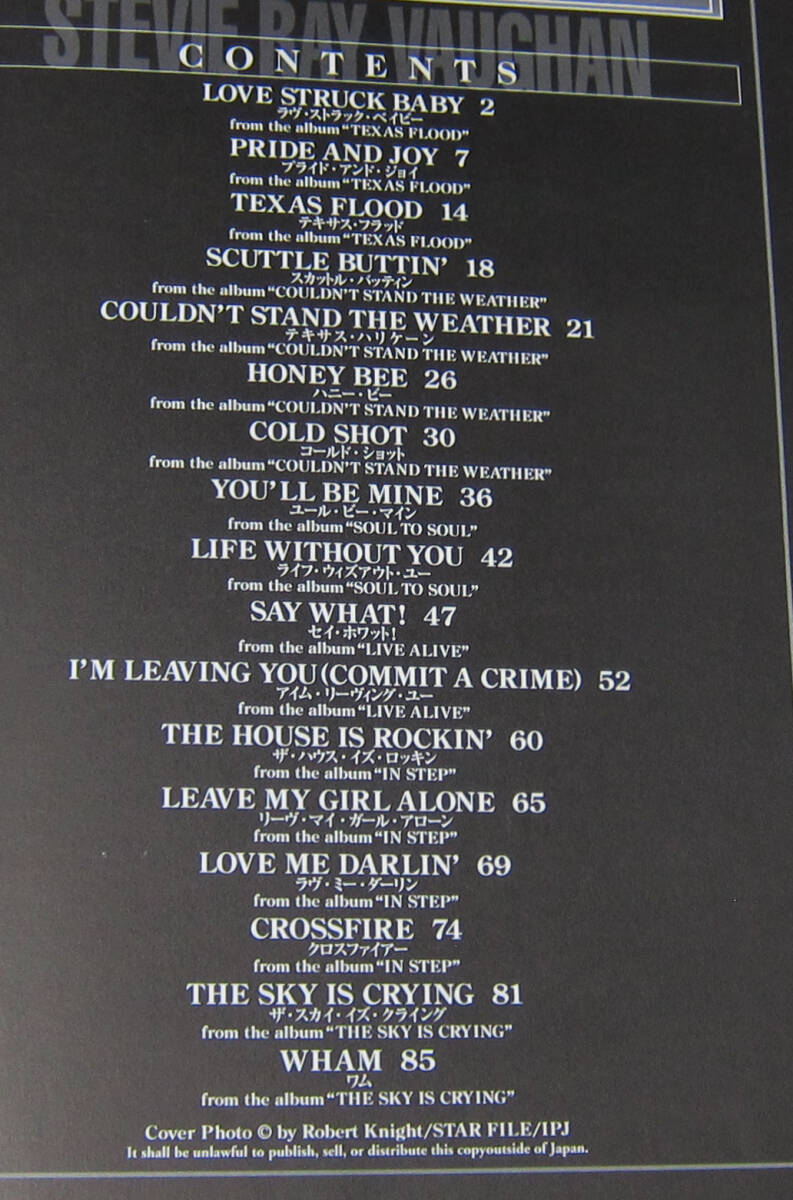 STEVIE RAY VAUGHAN
CONTENTS
LOVE STRUCK BABY 2
ラヴ・ストラック・ベイビー
from the album "TEXAS FLOOD"
PRIDE AND JOY 7
プライド・アンド・ジョイ
from the album "TEXAS FLOOD"
TEXAS FLOOD 14
テキサス・フラッド
from the album "TEXAS FLOOD"
SCUTTLE BUTTIN' 18
スカットル・バッティン
from the album "COULDN'T STAND THE WEATHER"
COULDN'T STAND THE WEATHER 21
テキサス・ハリケーン
from the album "COULDN'T STAND THE WEATHER"
HONEY BEE 26
ハニー・ビー
from the album "COULDN'T STAND THE WEATHER"
COLD SHOT 30
コールド・ショット
from the album "COULDN'T STAND THE WEATHER"
YOU'LL BE MINE 36
ユール・ビー・マイン
from the album "SOUL TO SOUL"
LIFE WITHOUT YOU 42
ライフ・ウィズアウト・ユー
from the album "SOUL TO SOUL"
SAY WHAT! 47
セイ・ホワット!
from the album "LIVE ALIVE"
I'M LEAVING YOU (COMMIT A CRIME) 52
アイム・リーヴィング・ユー
from the album "LIVE ALIVE"
THE HOUSE IS ROCKIN' 60
ザ・ハウス・イズ・ロッキン
from the album "IN STEP"
LEAVE MY GIRL ALONE 65
リーヴ・マイ・ガール・アローン
from the album "IN STEP"
LOVE ME DARLIN' 69
ラヴ・ミー・ダーリン
from the album "IN STEP"
CROSSFIRE 74
クロスファイアー
from the album "IN STEP"
THE SKY IS CRYING 81
ザ・スカイ・イズ・クライング
from the album "THE SKY IS CRYING"
WHAM 85
ワム
from the album "THE SKY IS CRYING"
Cover Photo © by Robert Knight/STAR FILE/IPJ
It shall be unlawful to publish, sell, or distribute this copyoutside of Japan.